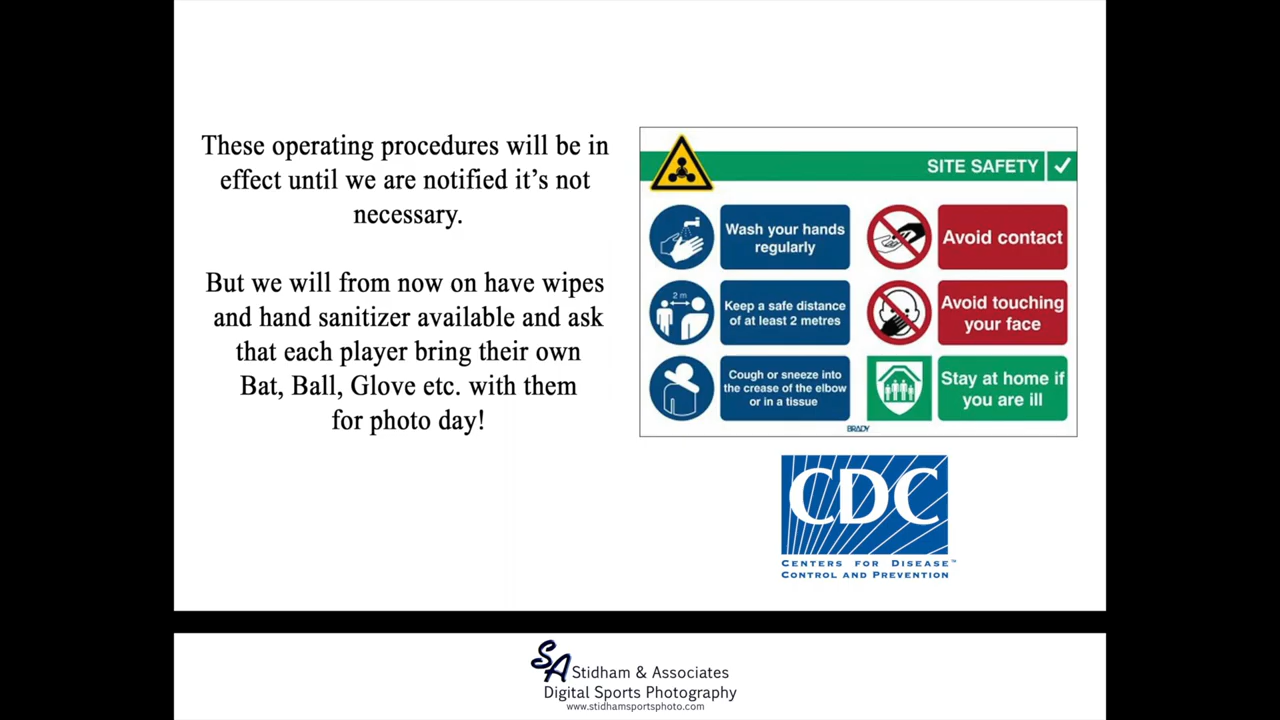 These operating procedures will be in
effect until we are notified it’s not
necessary.
But we will from now on have wipes
and hand sanitizer available and ask
that each player bring their own
Bat, Ball, Glove etc. with them
for photo day!
SITE SAFETY
Wash your hands
regularly
Avoid contact
2 m
Keep a safe distance
of at least 2 metres
Avoid touching
your face
Cough or sneeze into
the crease of the elbow
or in a tissue
Stay at home if
you are ill
BRADY
CDC
CENTERS FOR DISEASE™
CONTROL AND PREVENTION
SA Stidham & Associates
Digital Sports Photography
www.stidhamsportsphoto.com